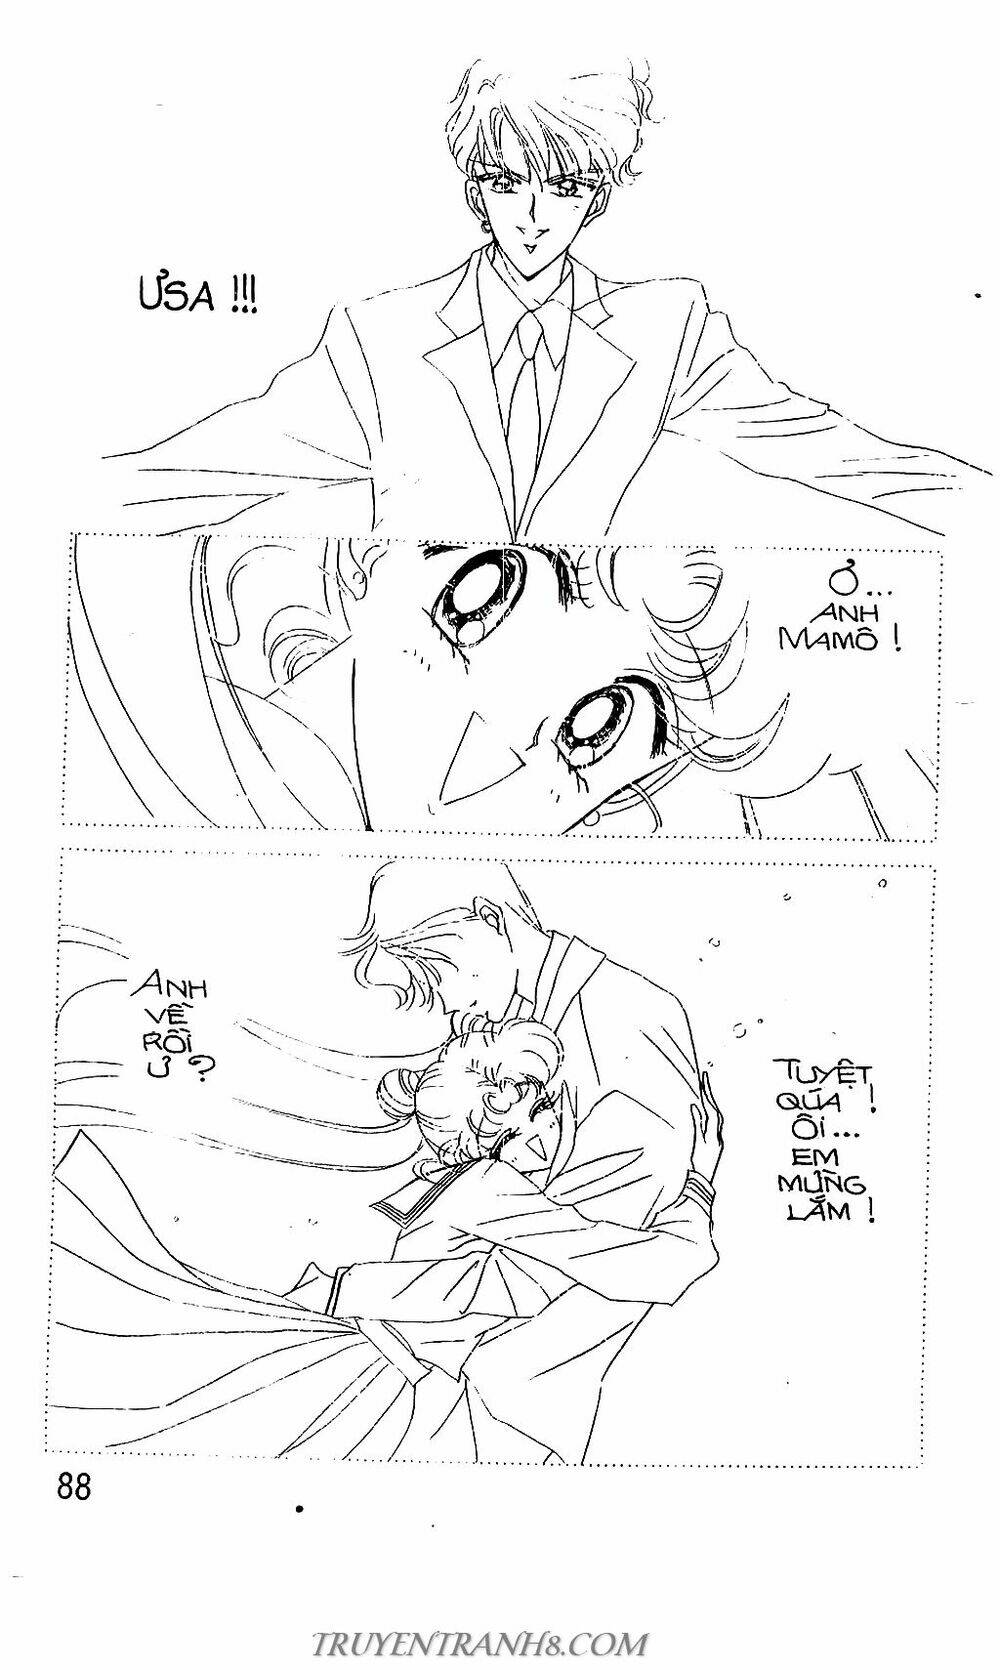 ƯSA !!!
Ơ...
ANH
MAMÔ !
ANH
VỀ
RỒI
Ư ?
TUYỆT
QÚA !
ÔI...
EM
MỪNG
LẮM !
88
TRUYENTRANH8.COM